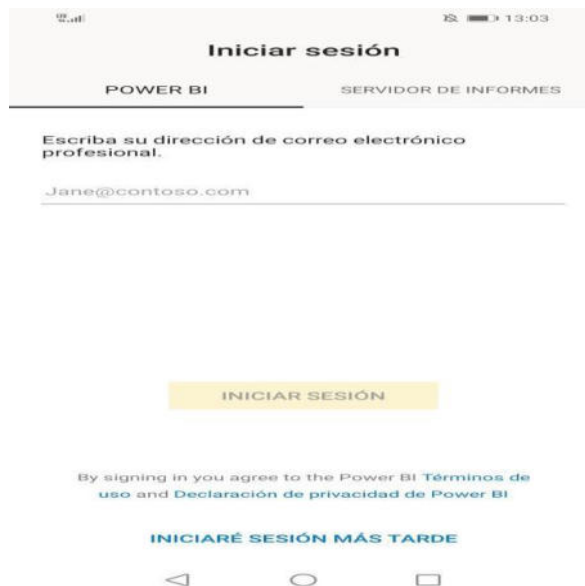 13:03
Iniciar sesión
POWER BI SERVIDOR DE INFORMES
Escriba su dirección de correo electrónico
profesional.
Jane@contoso.com
INICIAR SESIÓN
By signing in you agree to the Power BI Términos de
uso and Declaración de privacidad de Power BI
INICIARÉ SESIÓN MÁS TARDE